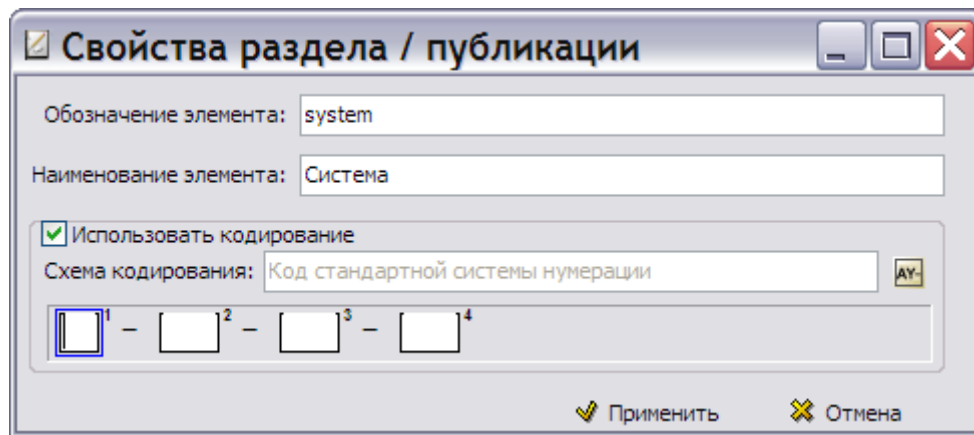 Свойства раздела / публикации
Обозначение элемента: system
Наименование элемента: Система
Использовать кодирование
Схема кодирования: Код стандартной системы нумерации AY-
1 – 2 – 3 – 4
Применить Отмена